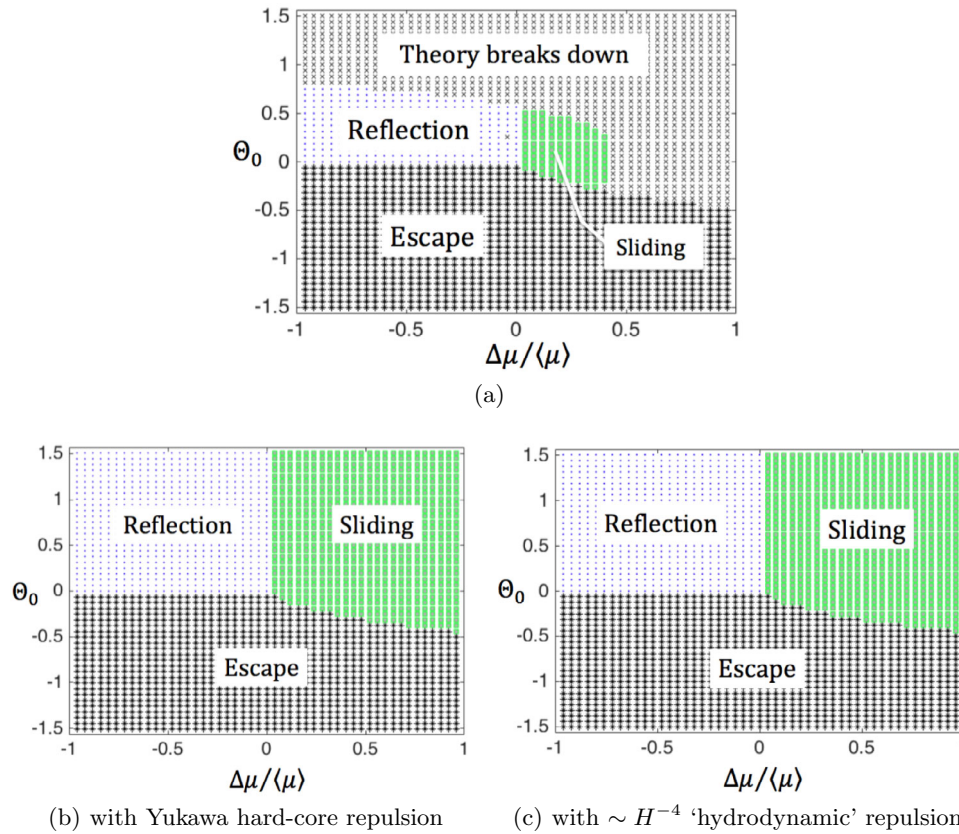 1.5
Theory breaks down
1
0.5
Reflection
Θ₀ 0
-0.5
Escape
Sliding
-1
-1.5
-1 -0.5 0 0.5 1
Δμ/⟨μ⟩
(a)
1.5
1
Reflection Sliding
0.5
Θ₀ 0
-0.5
Escape
-1
-1.5
-1 -0.5 0 0.5 1
Δμ/⟨μ⟩
(b) with Yukawa hard-core repulsion
1.5
1
Reflection Sliding
0.5
Θ₀ 0
-0.5
Escape
-1
-1.5
-1 -0.5 0 0.5
Δμ/⟨μ⟩
(c) with ∼ H⁻⁴ ‘hydrodynamic’ repulsion